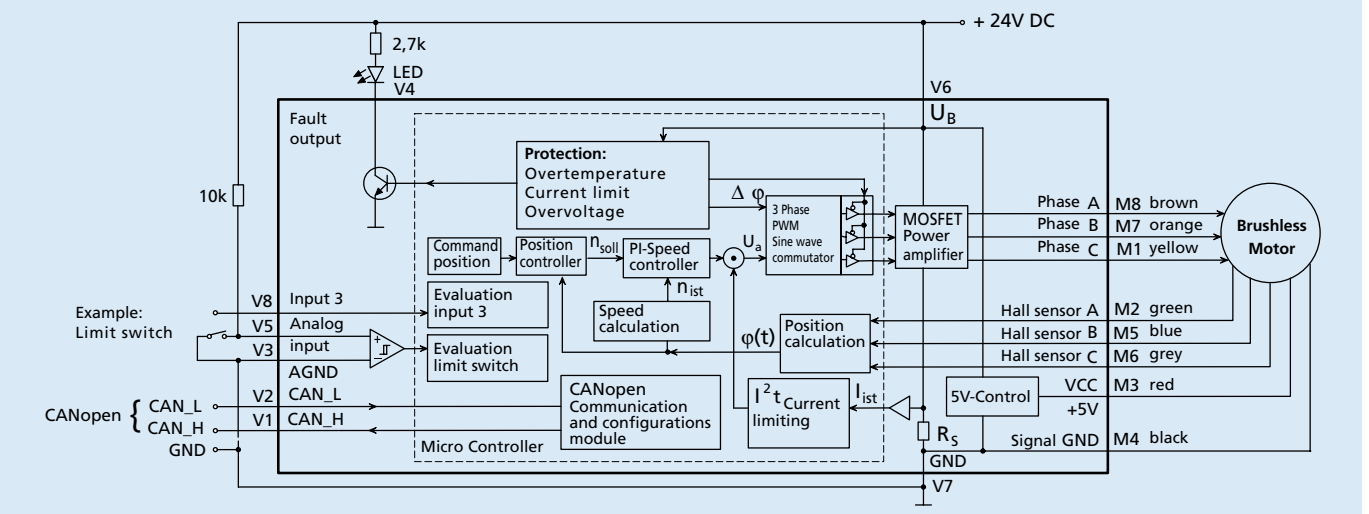 + 24V DC
2,7k
LED
V4
V6
Fault
output
U_B
Protection:
Overtemperature
Current limit
Overvoltage
10k
Δ φ
3 Phase
PWM
Sine wave
commutator
MOSFET
Power
amplifier
Phase A M8 brown
Phase B M7 orange
Phase C M1 yellow
Brushless
Motor
Command
position
Position
controller
n_soll
PI-Speed
controller
U_a
n_ist
Example:
Limit switch
V8 Input 3
V5 Analog
V3 input
AGND
Evaluation
input 3
Evaluation
limit switch
+
-
Speed
calculation
φ(t)
Position
calculation
Hall sensor A M2 green
Hall sensor B M5 blue
Hall sensor C M6 grey
CANopen {
CAN_L V2 CAN_L
CAN_H V1 CAN_H
GND
CANopen
Communication
and configurations
module
I²t Current
limiting
I_ist
5V-Control
VCC M3 red
+5V
R_S
Signal GND M4 black
Micro Controller
GND
V7